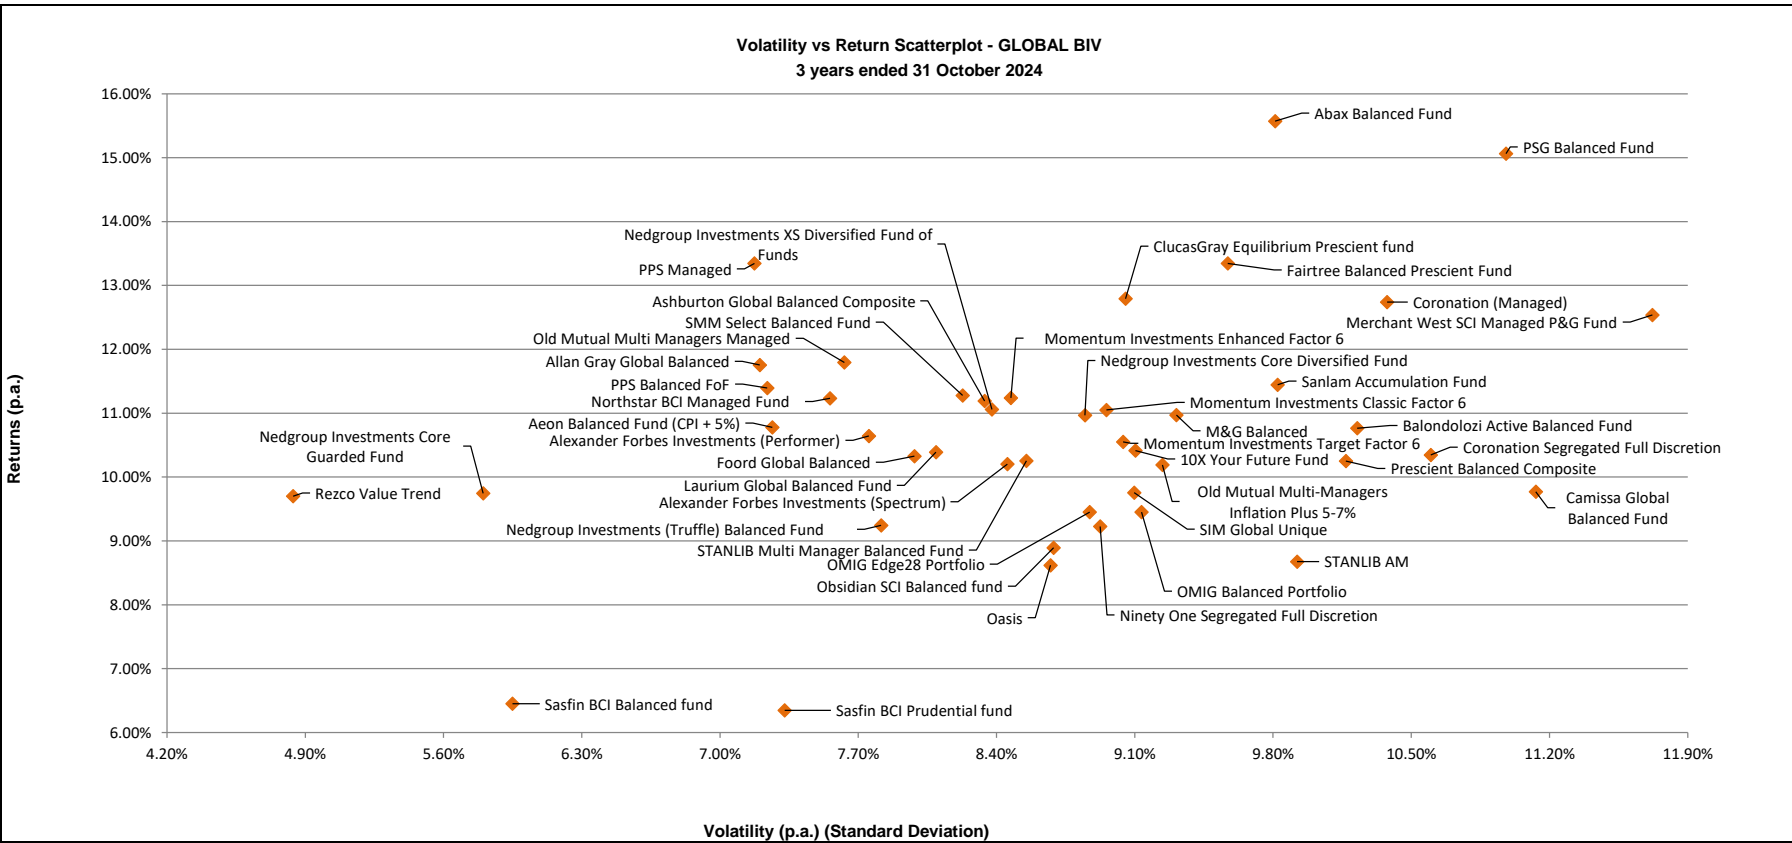 Volatility vs Return Scatterplot - GLOBAL BIV
3 years ended 31 October 2024
Returns (p.a.)
16.00%
15.00%
14.00%
13.00%
12.00%
11.00%
10.00%
9.00%
8.00%
7.00%
6.00%
Abax Balanced Fund
PSG Balanced Fund
Nedgroup Investments XS Diversified Fund of
Funds
PPS Managed
ClucasGray Equilibrium Prescient fund
Fairtree Balanced Prescient Fund
Ashburton Global Balanced Composite
Coronation (Managed)
SMM Select Balanced Fund
Merchant West SCI Managed P&G Fund
Old Mutual Multi Managers Managed
Momentum Investments Enhanced Factor 6
Allan Gray Global Balanced
Nedgroup Investments Core Diversified Fund
PPS Balanced FoF
Sanlam Accumulation Fund
Northstar BCI Managed Fund
Momentum Investments Classic Factor 6
Aeon Balanced Fund (CPI + 5%)
M&G Balanced
Balondolozi Active Balanced Fund
Nedgroup Investments Core
Guarded Fund
Alexander Forbes Investments (Performer)
Momentum Investments Target Factor 6
Coronation Segregated Full Discretion
Foord Global Balanced
10X Your Future Fund
Prescient Balanced Composite
Laurium Global Balanced Fund
Rezco Value Trend
Old Mutual Multi-Managers
Inflation Plus 5-7%
Camissa Global
Balanced Fund
Alexander Forbes Investments (Spectrum)
Nedgroup Investments (Truffle) Balanced Fund
SIM Global Unique
STANLIB Multi Manager Balanced Fund
OMIG Edge28 Portfolio
STANLIB AM
Obsidian SCI Balanced fund
OMIG Balanced Portfolio
Oasis
Ninety One Segregated Full Discretion
Sasfin BCI Balanced fund
Sasfin BCI Prudential fund
4.20%
4.90%
5.60%
6.30%
7.00%
7.70%
8.40%
9.10%
9.80%
10.50%
11.20%
11.90%
Volatility (p.a.) (Standard Deviation)